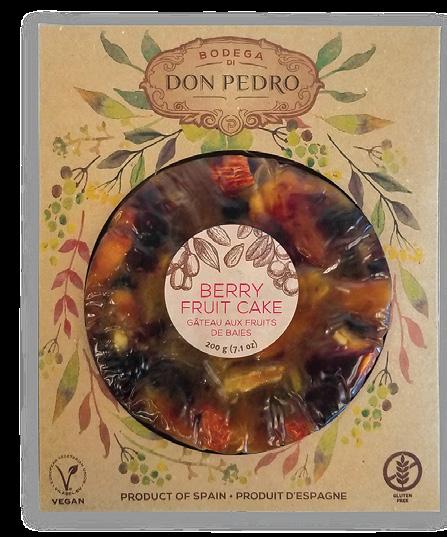 BODEGA
DI
DON PEDRO
BERRY
FRUIT CAKE
GÂTEAU AUX FRUITS
DE BAIES
200 g (7.1 oz)
VEGAN
PRODUCT OF SPAIN • PRODUIT D'ESPAGNE
GLUTEN
FREE